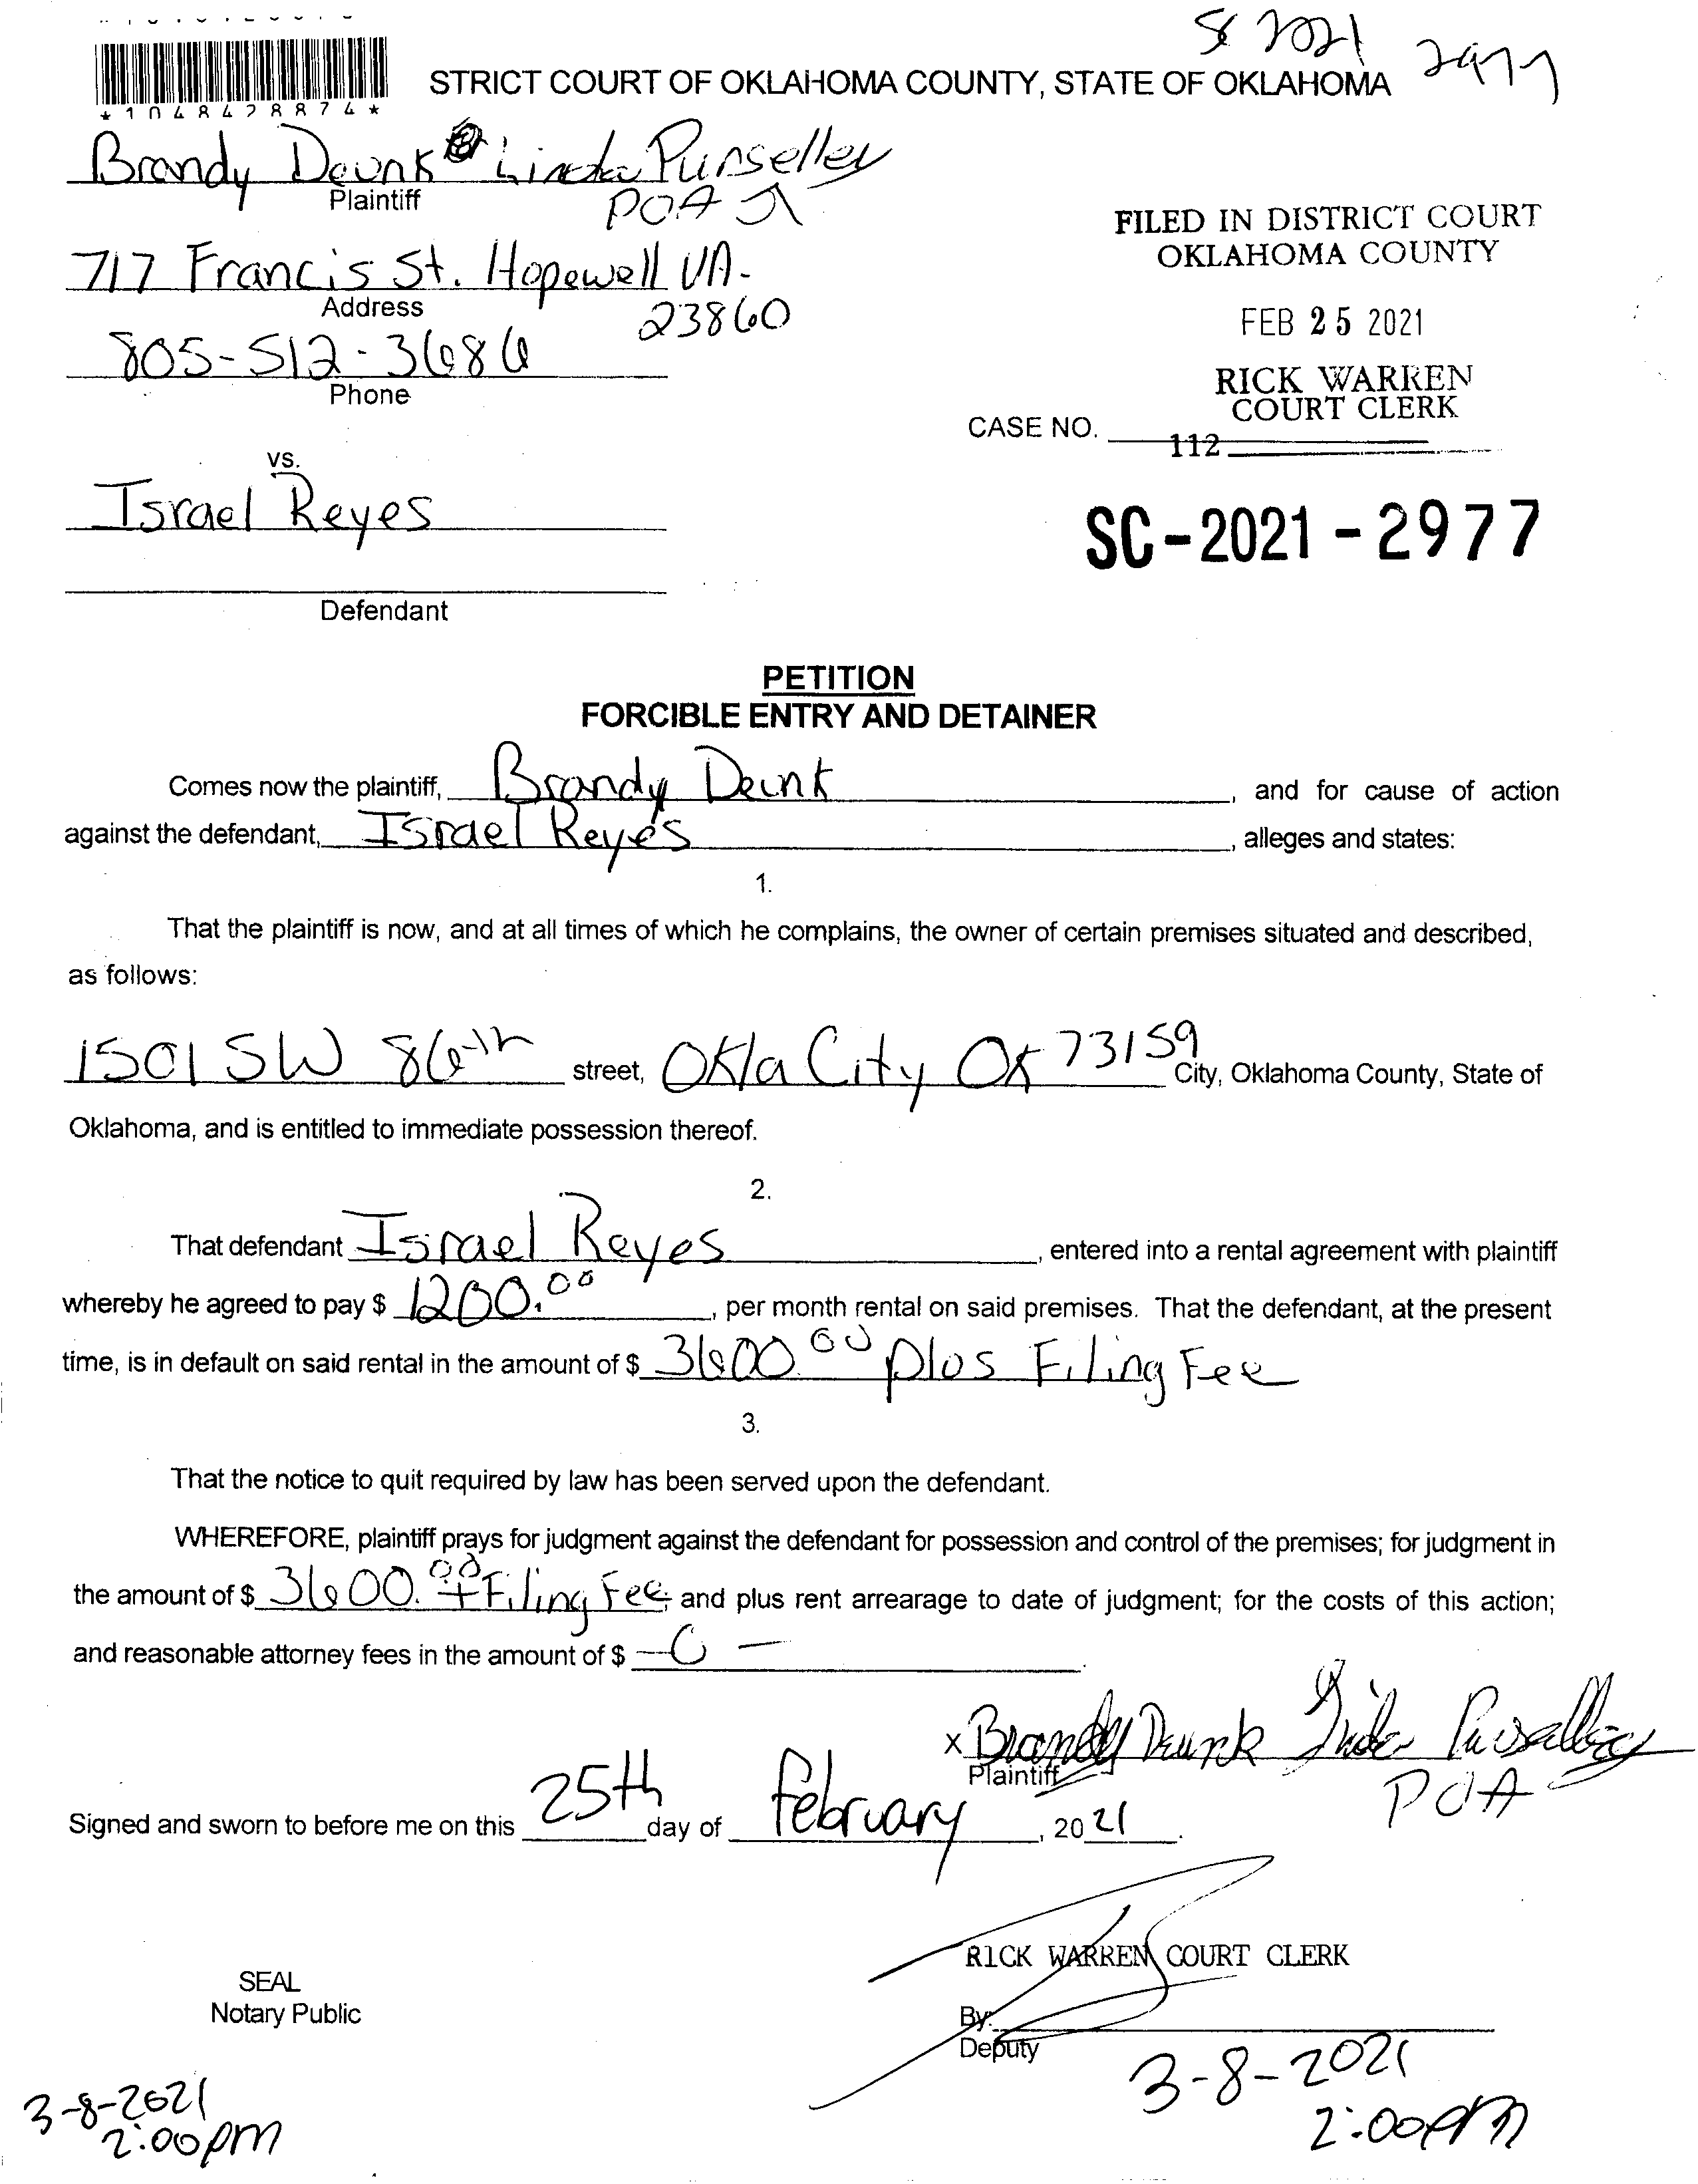 SC 2021
2977
*1048428874*
STRICT COURT OF OKLAHOMA COUNTY, STATE OF OKLAHOMA
Brandy Deunk Linda Purselley
Plaintiff
POA
717 Francis St. Hopewell VA-
Address
23860
805-512-3686
Phone
FILED IN DISTRICT COURT
OKLAHOMA COUNTY
FEB 25 2021
RICK WARREN
COURT CLERK
CASE NO.
112
vs.
Israel Reyes
SC-2021-2977
Defendant
PETITION
FORCIBLE ENTRY AND DETAINER
Comes now the plaintiff, Brandy Deunk, and for cause of action
against the defendant, Israel Reyes, alleges and states:
1.
That the plaintiff is now, and at all times of which he complains, the owner of certain premises situated and described,
as follows:
1501 SW 86th street, Okla City OK 73159 City, Oklahoma County, State of
Oklahoma, and is entitled to immediate possession thereof.
2.
That defendant Israel Reyes, entered into a rental agreement with plaintiff
whereby he agreed to pay $ 1200.00, per month rental on said premises. That the defendant, at the present
time, is in default on said rental in the amount of $ 3600.00 plus Filing Fee
3.
That the notice to quit required by law has been served upon the defendant.
WHEREFORE, plaintiff prays for judgment against the defendant for possession and control of the premises; for judgment in
the amount of $ 3600.00 + Filing Fee; and plus rent arrearage to date of judgment; for the costs of this action;
and reasonable attorney fees in the amount of $ -0-.
x Brandy Deunk Linda Purselley
Plaintiff
POA
Signed and sworn to before me on this 25th day of February, 2021.
RICK WARREN COURT CLERK
SEAL
Notary Public
By:
Deputy
3-8-2021
2:00pm
3-8-2021
2:00pm